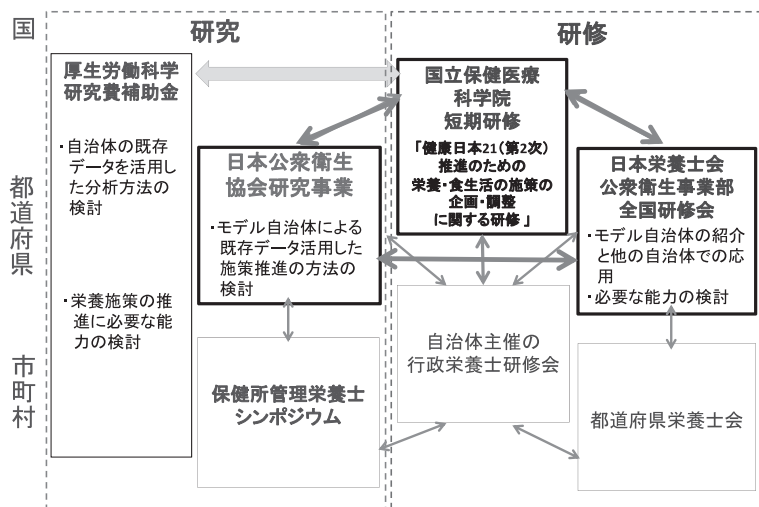 国
都道府県
市町村
研究
厚生労働科学
研究費補助金
・自治体の既存
データを活用し
た分析方法の
検討
・栄養施策の推
進に必要な能
力の検討
日本公衆衛生
協会研究事業
・モデル自治体による
既存データ活用した
施策推進の方法の
検討
保健所管理栄養士
シンポジウム
研修
国立保健医療
科学院
短期研修
「健康日本21（第2次）
推進のための
栄養・食生活の施策の
企画・調整
に関する研修 」
自治体主催の
行政栄養士研修会
日本栄養士会
公衆衛生事業部
全国研修会
・モデル自治体の紹介
と他の自治体での応
用
・必要な能力の検討
都道府県栄養士会